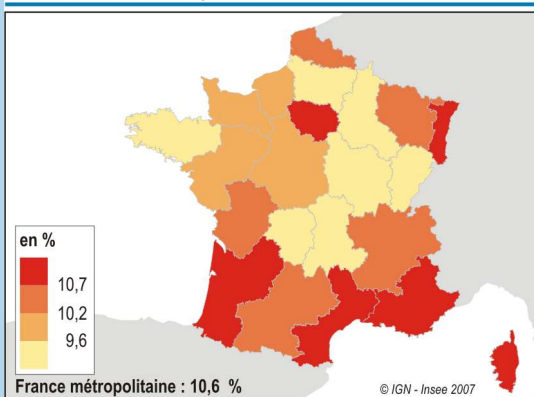 en %
10,7
10,2
9,6
France métropolitaine : 10,6 %
© IGN - Insee 2007